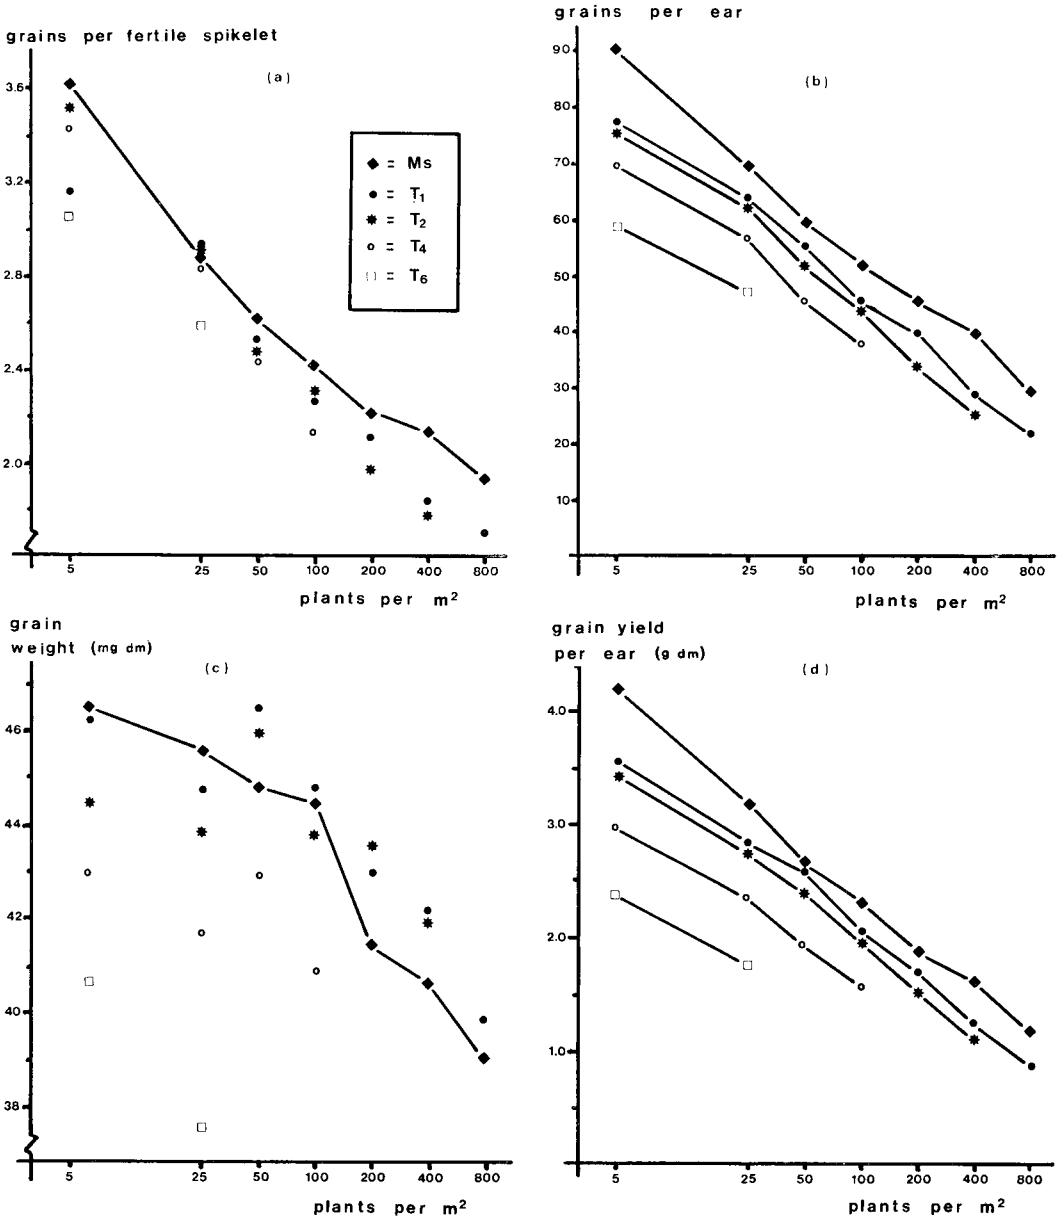 grains per fertile spikelet
(a)
3.6
3.2
2.8
2.4
2.0
◆ = Ms
● = T1
✱ = T2
○ = T4
□ = T6
5 25 50 100 200 400 800
plants per m²
grains per ear
(b)
90
80
70
60
50
40
30
20
10
5 25 50 100 200 400 800
plants per m²
grain
weight (mg dm)
(c)
46
44
42
40
38
5 25 50 100 200 400 800
plants per m²
grain yield
per ear (g dm)
(d)
4.0
3.0
2.0
1.0
5 25 50 100 200 400 800
plants per m²